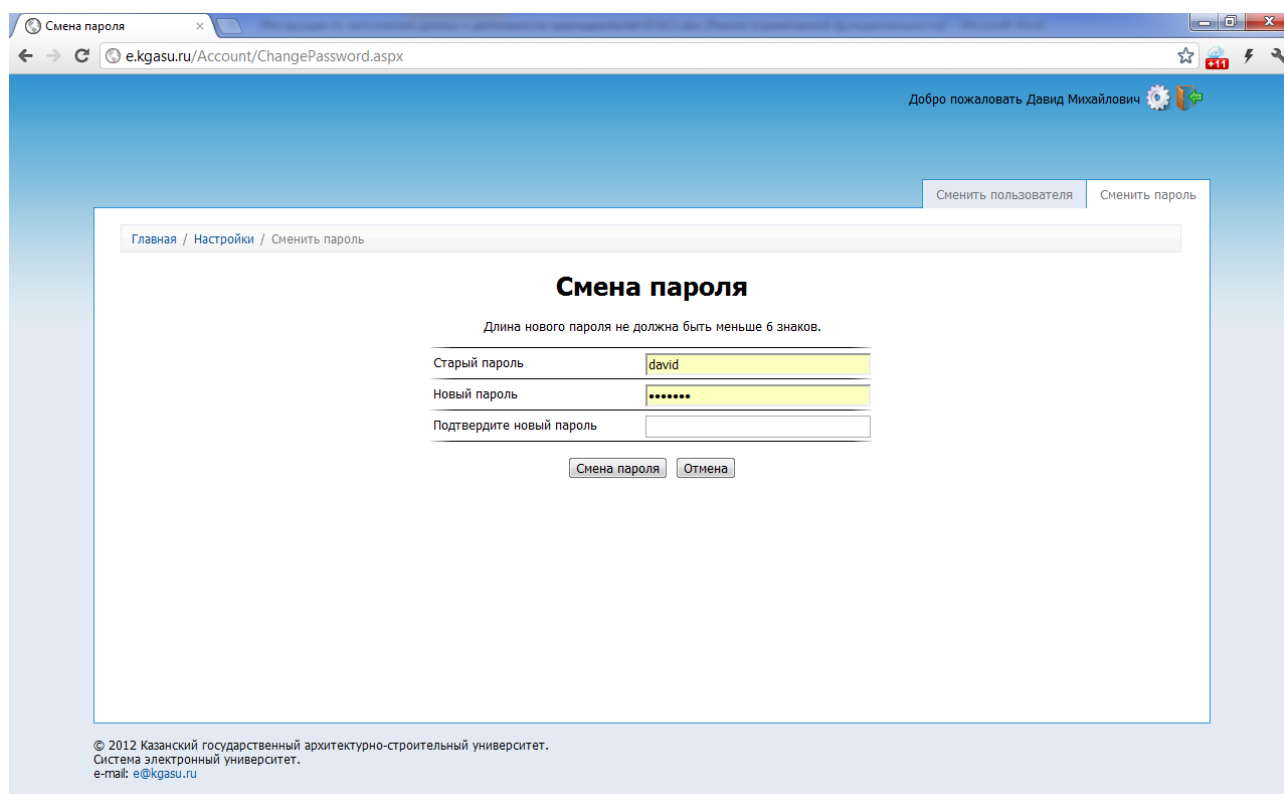 Смена пароля
e.kgasu.ru/Account/ChangePassword.aspx
+11
Добро пожаловать Давид Михайлович
Сменить пользователя Сменить пароль
Главная / Настройки / Сменить пароль
Смена пароля
Длина нового пароля не должна быть меньше 6 знаков.
Старый пароль david
Новый пароль •••••••
Подтвердите новый пароль
Смена пароля Отмена
© 2012 Казанский государственный архитектурно-строительный университет.
Система электронный университет.
e-mail: e@kgasu.ru